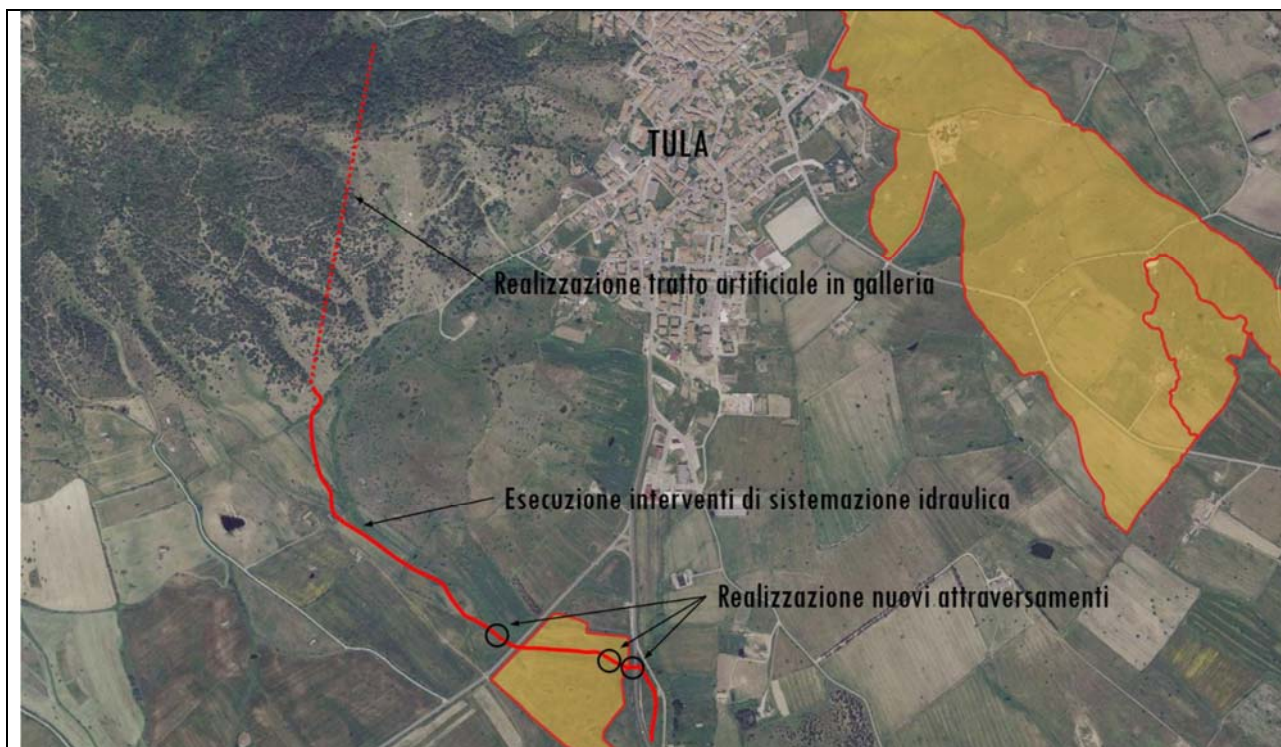 TULA
Realizzazione tratto artificiale in galleria
Esecuzione interventi di sistemazione idraulica
Realizzazione nuovi attraversamenti